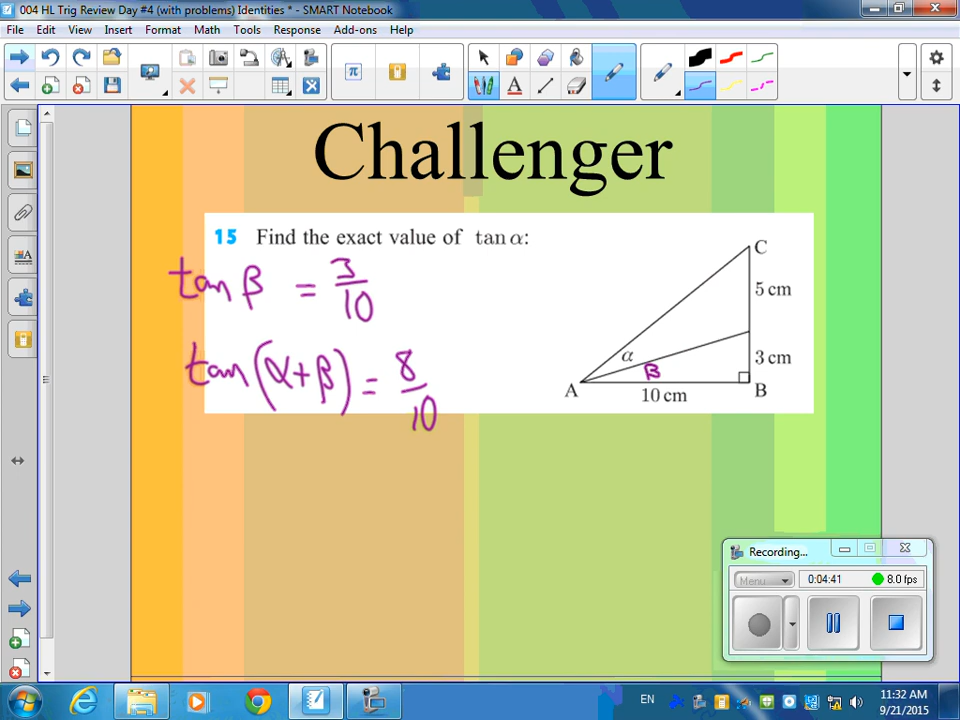 004 HL Trig Review Day #4 (with problems) Identities * - SMART Notebook
File Edit View Insert Format Math Tools Response Add-ons Help
π
A
Challenger
15 Find the exact value of tan α:
tan β = 3/10
tan(α+β) = 8/10
C
5 cm
α
3 cm
β
A
B
10 cm
Recording...
Menu
0:04:41
8.0 fps
EN
11:32 AM
9/21/2015